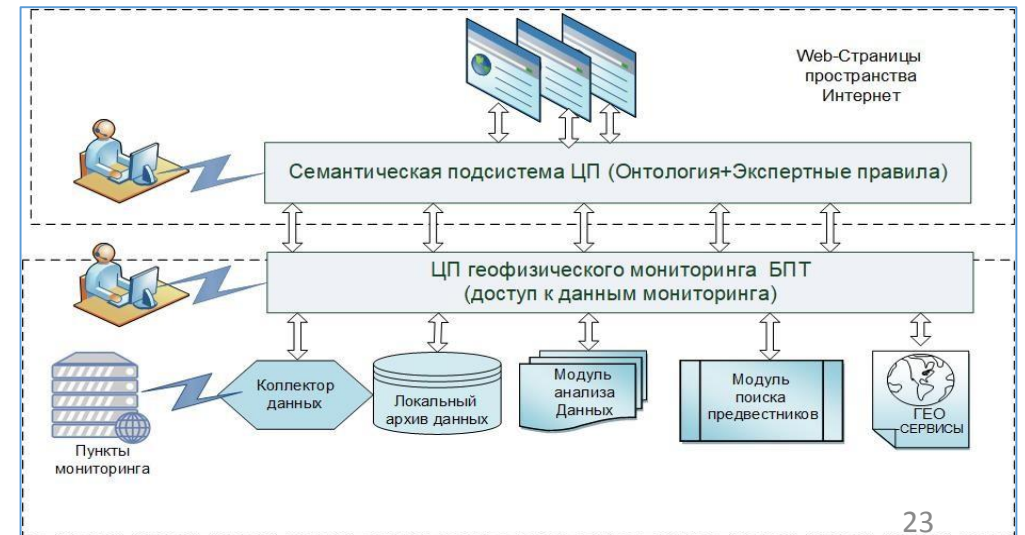 Web-Страницы
пространства
Интернет
Семантическая подсистема ЦП (Онтология+Экспертные правила)
ЦП геофизического мониторинга БПТ
(доступ к данным мониторинга)
Пункты
мониторинга
Коллектор
данных
Локальный
архив данных
Модуль
анализа
Данных
Модуль
поиска
предвестников
ГЕО
СЕРВИСЫ
23